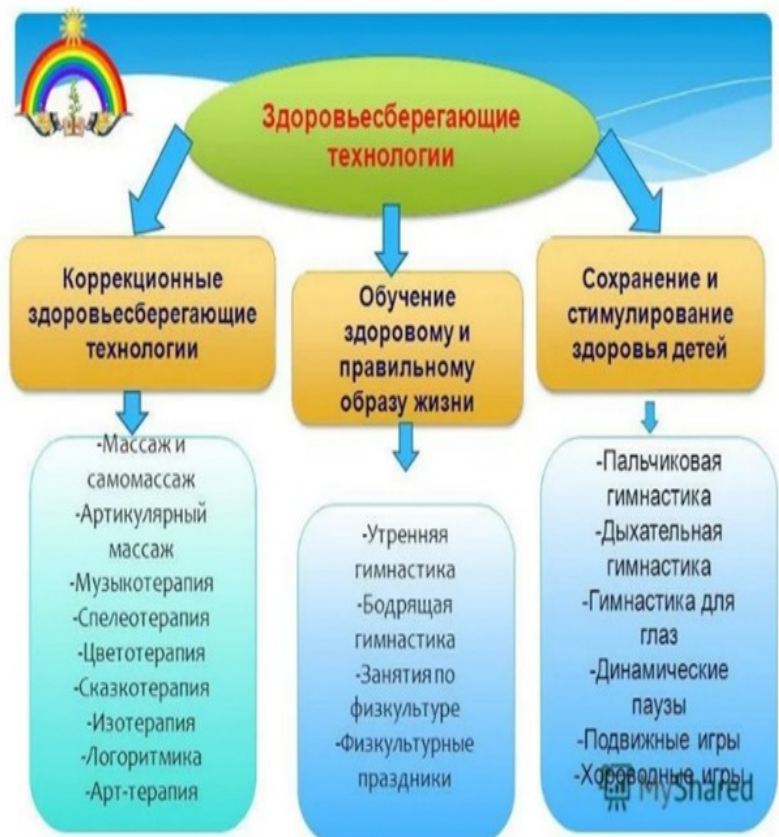 Здоровьесберегающие
технологии
Коррекционные
здоровьесберегающие
технологии
-Массаж и
самомассаж
-Артикулярный
массаж
-Музыкотерапия
-Спелеотерапия
-Цветотерапия
-Сказкотерапия
-Изотерапия
-Логоритмика
-Арт-терапия
Обучение
здоровому и
правильному
образу жизни
-Утренняя
гимнастика
-Бодрящая
гимнастика
-Занятия по
физкультуре
-Физкультурные
праздники
Сохранение и
стимулирование
здоровья детей
-Пальчиковая
гимнастика
-Дыхательная
гимнастика
-Гимнастика для
глаз
-Динамические
паузы
-Подвижные игры
-Хороводные игры
MyShared